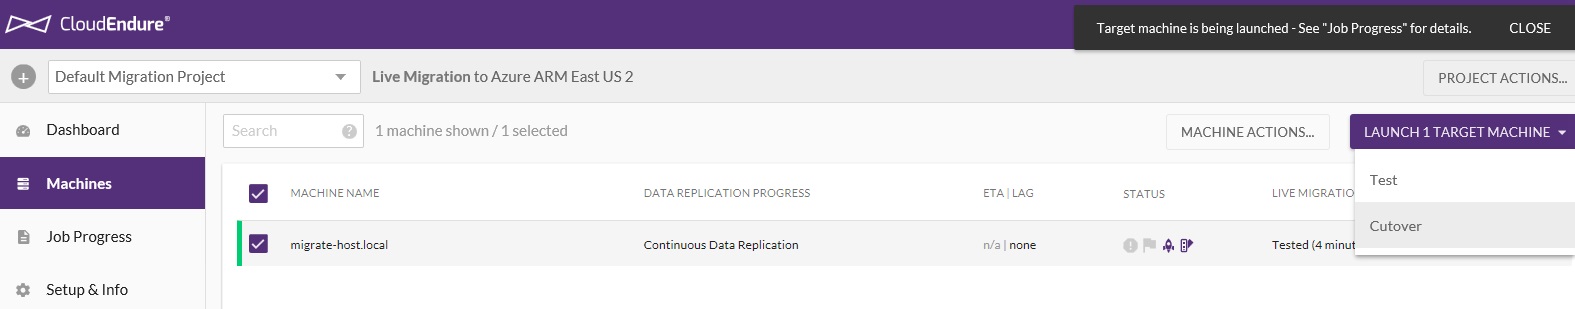 CloudEndure®
Target machine is being launched - See "Job Progress" for details. CLOSE
+ Default Migration Project Live Migration to Azure ARM East US 2 PROJECT ACTIONS...
Dashboard
Search ? 1 machine shown / 1 selected MACHINE ACTIONS... LAUNCH 1 TARGET MACHINE
Test
Cutover
Machines
MACHINE NAME DATA REPLICATION PROGRESS ETA | LAG STATUS LIVE MIGRATIO
migrate-host.local Continuous Data Replication n/a | none Tested (4 minut
Job Progress
Setup & Info